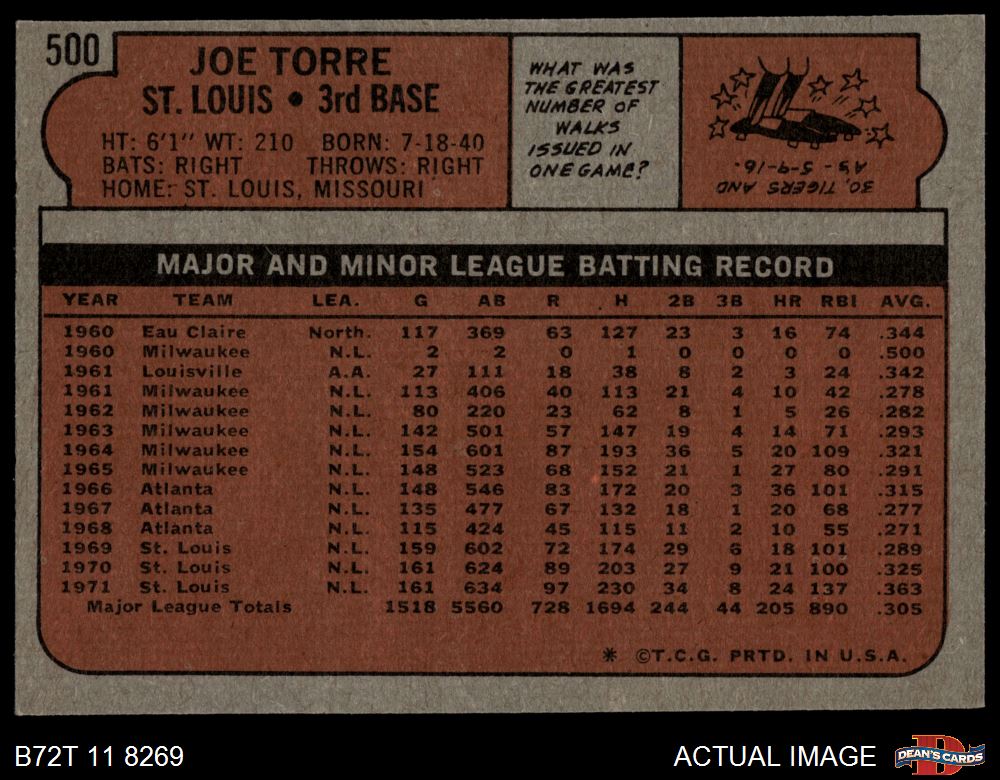 500
JOE TORRE
ST. LOUIS • 3rd BASE
HT: 6'1" WT: 210 BORN: 7-18-40
BATS: RIGHT THROWS: RIGHT
HOME: ST. LOUIS, MISSOURI
WHAT WAS
THE GREATEST
NUMBER OF
WALKS
ISSUED IN
ONE GAME?
30, TIGERS AND
A'S - 5-9-16.
MAJOR AND MINOR LEAGUE BATTING RECORD
YEAR TEAM LEA. G AB R H 2B 3B HR RBI AVG.
1960 Eau Claire North. 117 369 63 127 23 3 16 74 .344
1960 Milwaukee N.L. 2 2 0 1 0 0 0 0 .500
1961 Louisville A.A. 27 111 18 38 8 2 3 24 .342
1961 Milwaukee N.L. 113 406 40 113 21 4 10 42 .278
1962 Milwaukee N.L. 80 220 23 62 8 1 5 26 .282
1963 Milwaukee N.L. 142 501 57 147 19 4 14 71 .293
1964 Milwaukee N.L. 154 601 87 193 36 5 20 109 .321
1965 Milwaukee N.L. 148 523 68 152 21 1 27 80 .291
1966 Atlanta N.L. 148 546 83 172 20 3 36 101 .315
1967 Atlanta N.L. 135 477 67 132 18 1 20 68 .277
1968 Atlanta N.L. 115 424 45 115 11 2 10 55 .271
1969 St. Louis N.L. 159 602 72 174 29 6 18 101 .289
1970 St. Louis N.L. 161 624 89 203 27 9 21 100 .325
1971 St. Louis N.L. 161 634 97 230 34 8 24 137 .363
Major League Totals 1518 5560 728 1694 244 44 205 890 .305
* ©T.C.G. PRTD. IN U.S.A.
B72T 11 8269
ACTUAL IMAGE
DEAN'S CARDS